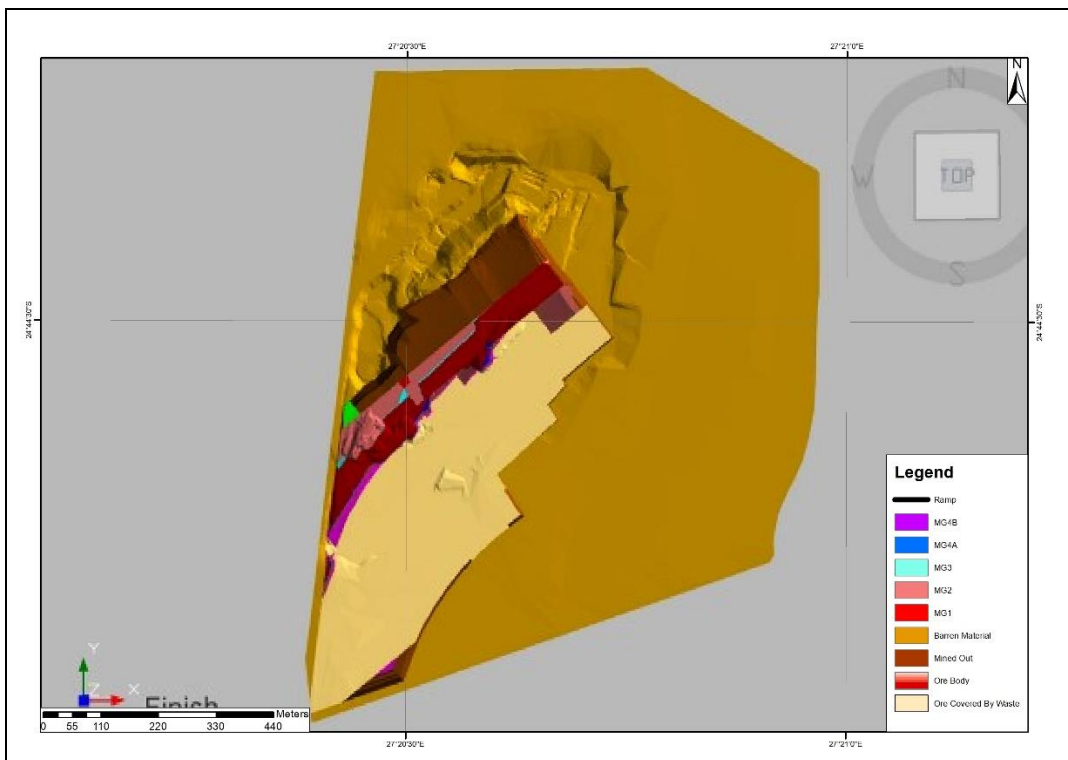 27°20'30"E
27°21'0"E
N
N
W
TOP
S
24°44'30"S
24°44'30"S
Legend
Ramp
MG4B
MG4A
MG3
MG2
MG1
Barren Material
Mined Out
Ore Body
Ore Covered By Waste
Y
Z
X
Finish
Meters
0 55 110 220 330 440
27°20'30"E
27°21'0"E